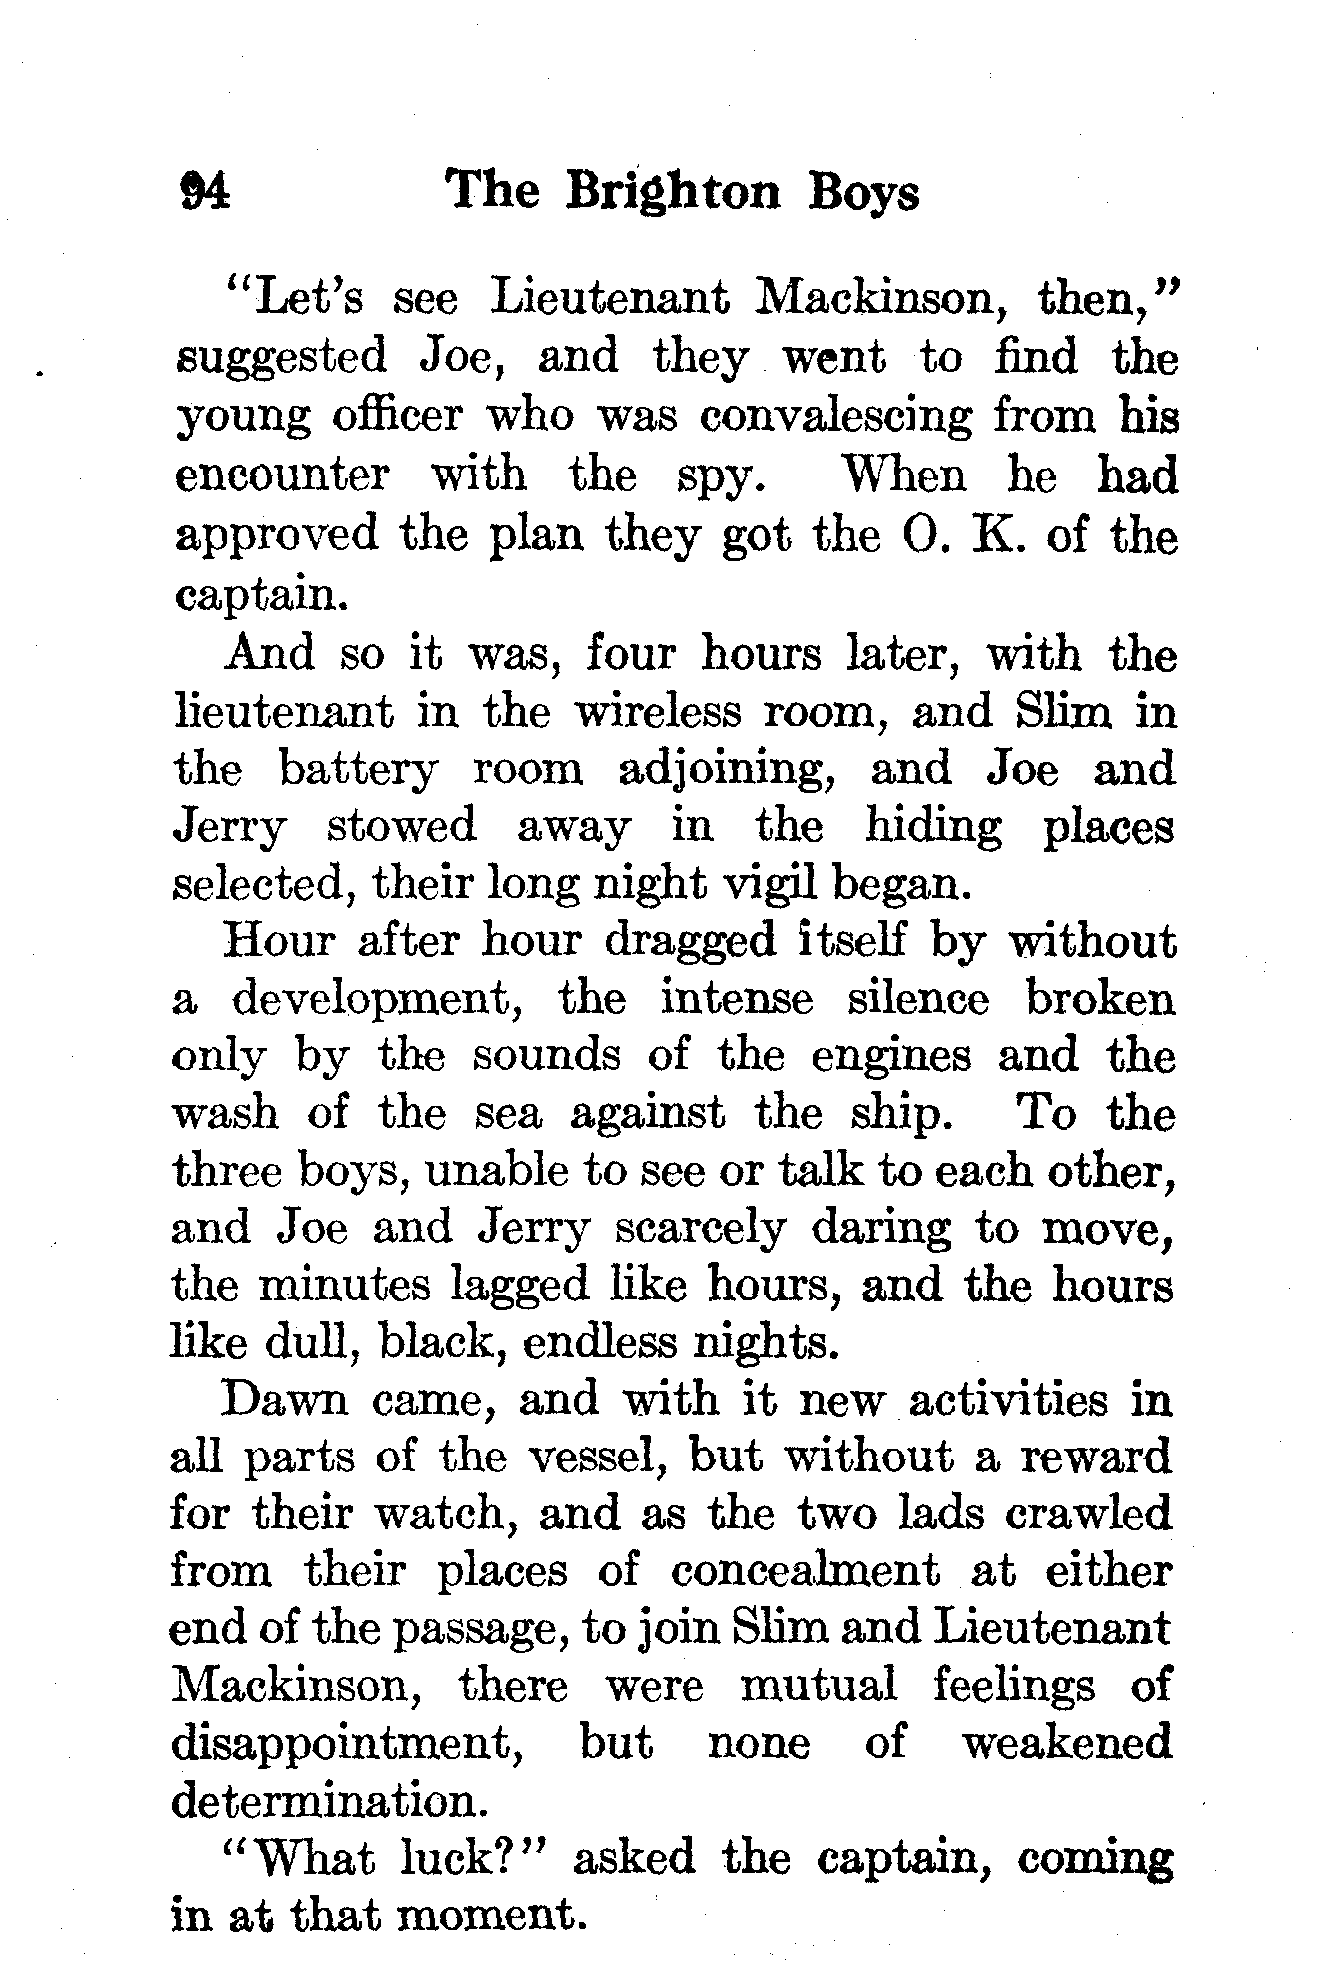 94 The Brighton Boys
"Let's see Lieutenant Mackinson, then,"
suggested Joe, and they went to find the
young officer who was convalescing from his
encounter with the spy. When he had
approved the plan they got the O. K. of the
captain.
And so it was, four hours later, with the
lieutenant in the wireless room, and Slim in
the battery room adjoining, and Joe and
Jerry stowed away in the hiding places
selected, their long night vigil began.
Hour after hour dragged itself by without
a development, the intense silence broken
only by the sounds of the engines and the
wash of the sea against the ship. To the
three boys, unable to see or talk to each other,
and Joe and Jerry scarcely daring to move,
the minutes lagged like hours, and the hours
like dull, black, endless nights.
Dawn came, and with it new activities in
all parts of the vessel, but without a reward
for their watch, and as the two lads crawled
from their places of concealment at either
end of the passage, to join Slim and Lieutenant
Mackinson, there were mutual feelings of
disappointment, but none of weakened
determination.
"What luck?" asked the captain, coming
in at that moment.